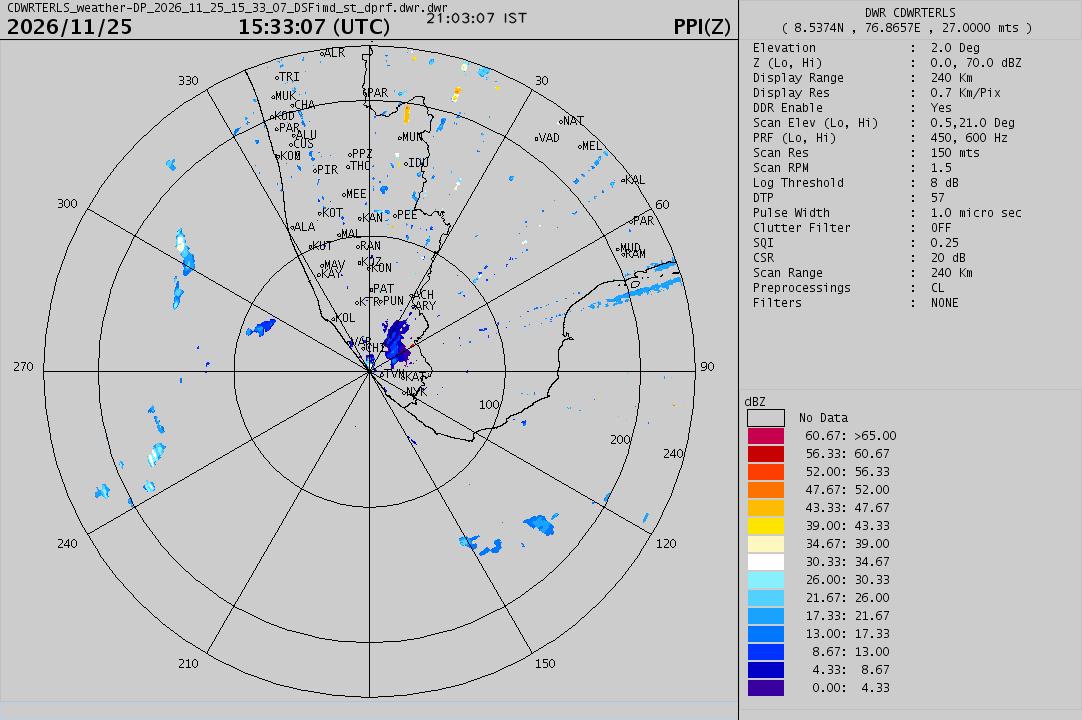 CDWRTERLS_weather-DP_2026_11_25_15_33_07_DSFimd_st_dprf.dwr.dwr
2026/11/25 15:33:07 (UTC) 21:03:07 IST PPI(Z)
DWR CDWRTERLS
( 8.5374N , 76.8657E , 27.0000 mts )
Elevation : 2.0 Deg
Z (Lo, Hi) : 0.0, 70.0 dBZ
Display Range : 240 Km
Display Res : 0.7 Km/Pix
DDR Enable : Yes
Scan Elev (Lo, Hi) : 0.5,21.0 Deg
PRF (Lo, Hi) : 450, 600 Hz
Scan Res : 150 mts
Scan RPM : 1.5
Log Threshold : 8 dB
DTP : 57
Pulse Width : 1.0 micro sec
Clutter Filter : OFF
SQI : 0.25
CSR : 20 dB
Scan Range : 240 Km
Preprocessings : CL
Filters : NONE
dBZ
No Data
60.67: >65.00
56.33: 60.67
52.00: 56.33
47.67: 52.00
43.33: 47.67
39.00: 43.33
34.67: 39.00
30.33: 34.67
26.00: 30.33
21.67: 26.00
17.33: 21.67
13.00: 17.33
8.67: 13.00
4.33: 8.67
0.00: 4.33
ALR
TRI
330
30
MUK
PAR
CHA
KOD
NAT
PAR
ALU
MUN
VAD
CUS
MEL
PPZ
IDU
THO
PIR
KAL
MEE
300
60
KOT
KAN
PEE
PAR
ALA
MAL
KUT
RAN
MUD
RAM
KOZ
MAV
KON
KAY
PAT
ACH
KTR
PUN
ARY
KOL
VAR
CHI
270
90
TVM
KAT
NYK
100
200
240
240
120
210
150